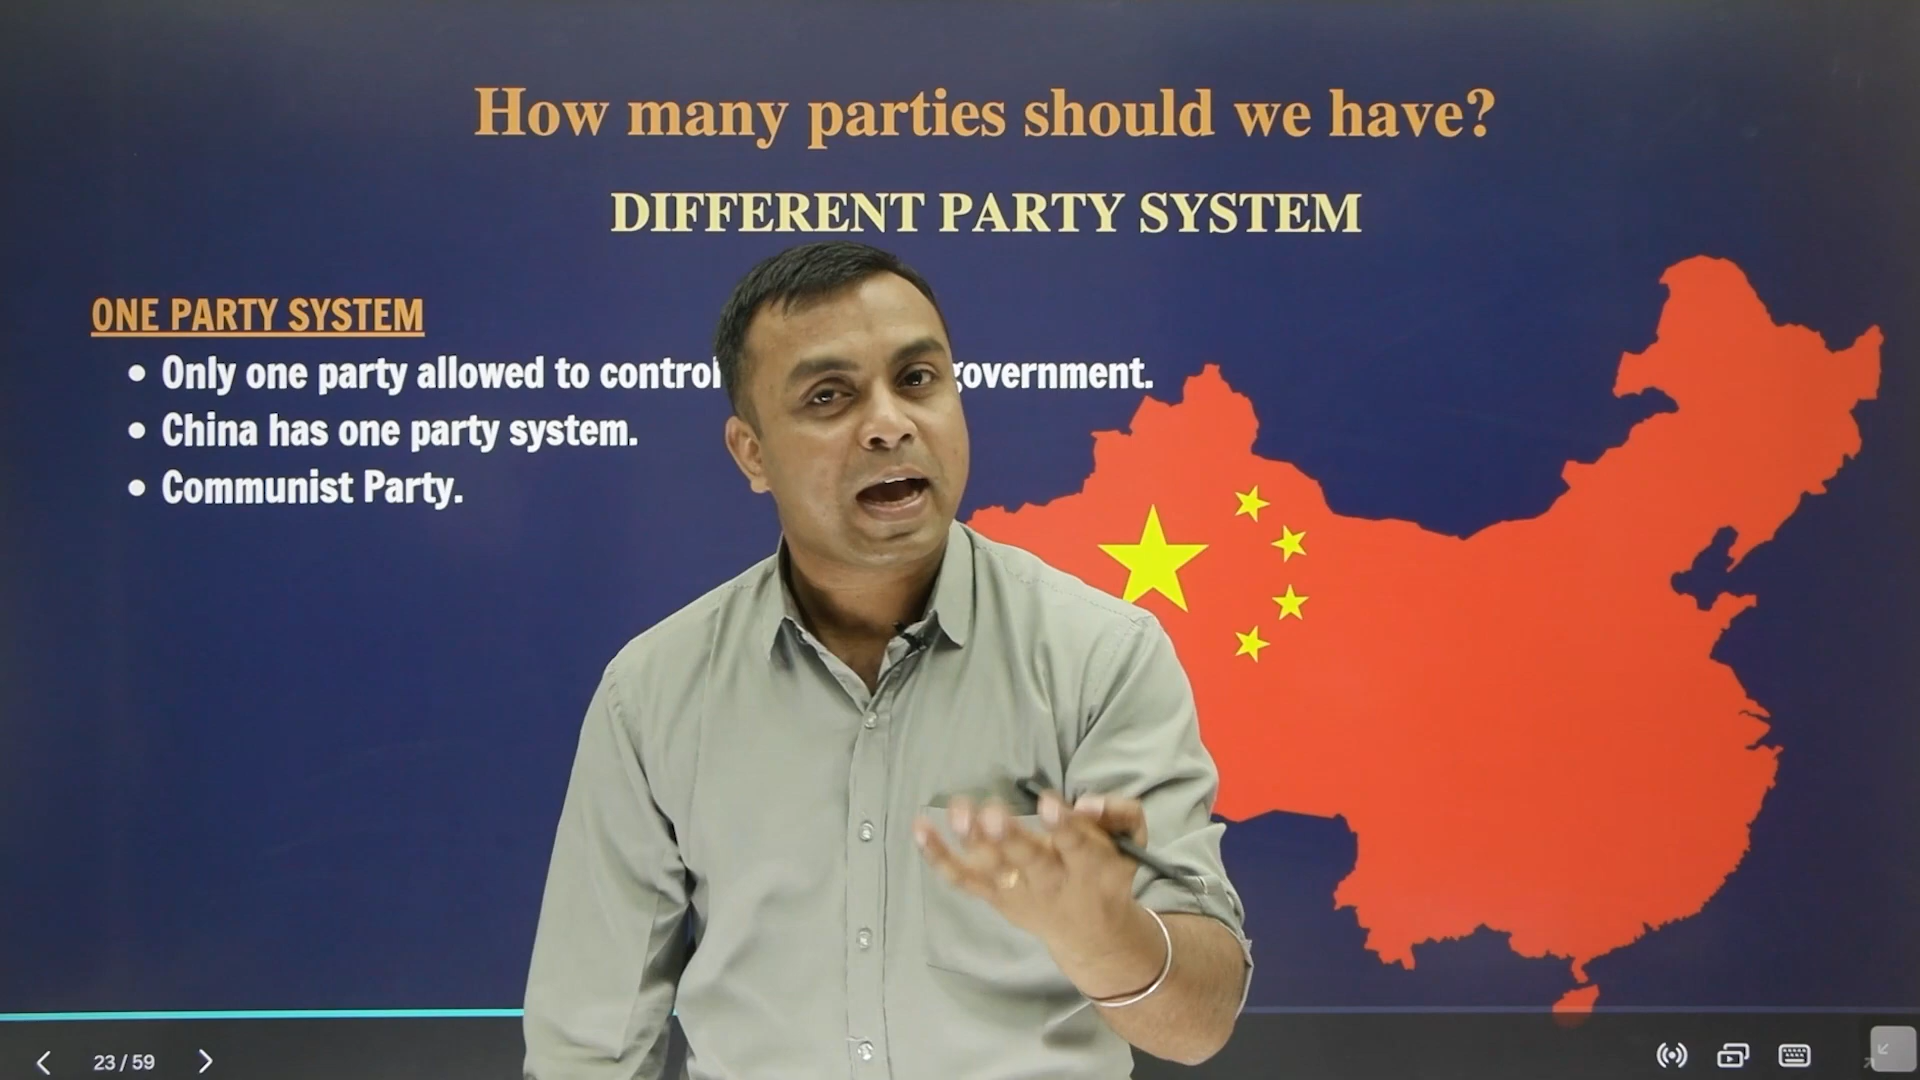 How many parties should we have?
DIFFERENT PARTY SYSTEM
ONE PARTY SYSTEM
• Only one party allowed to control government.
• China has one party system.
• Communist Party.
23 / 59